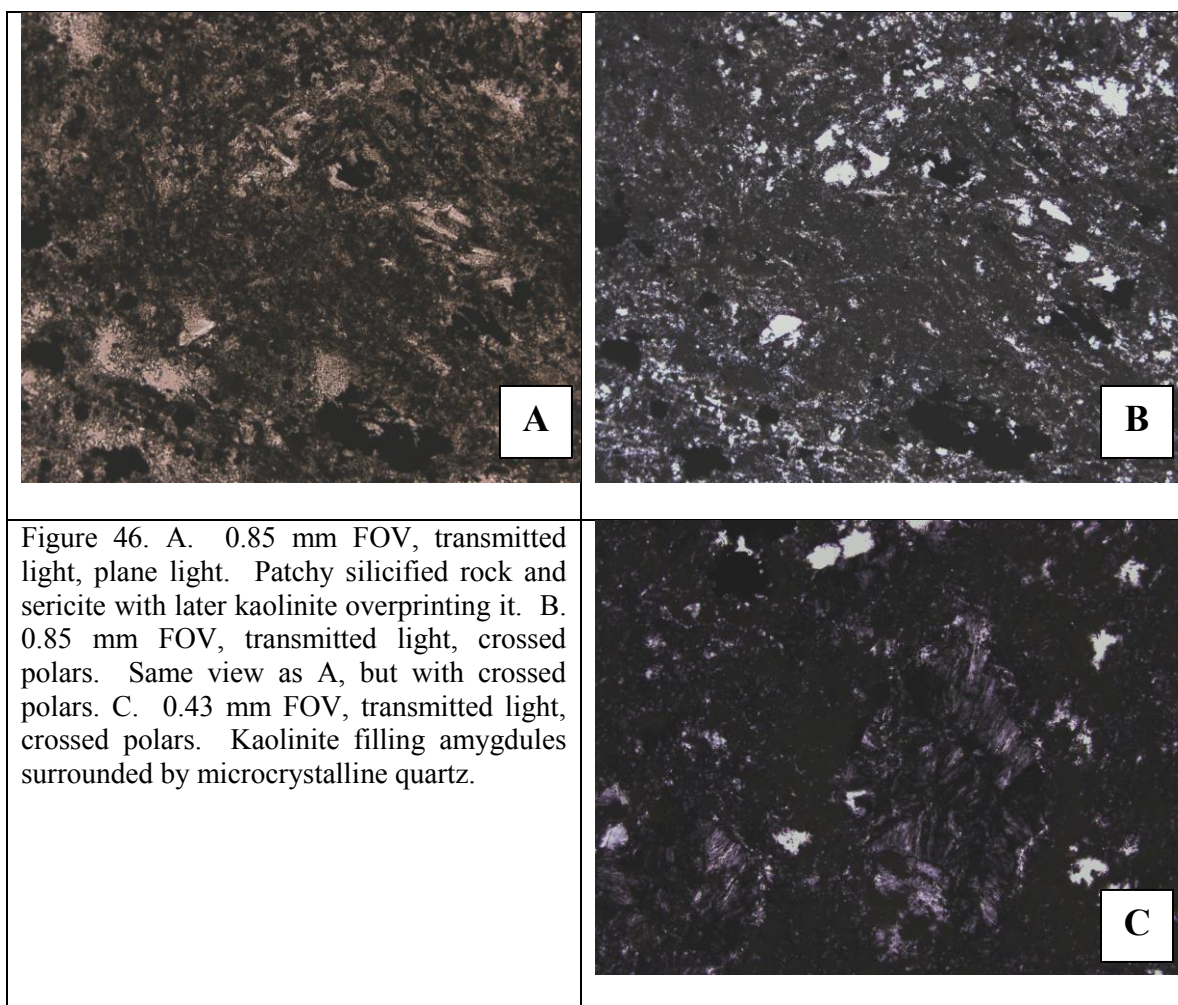 A
B
Figure 46. A. 0.85 mm FOV, transmitted
light, plane light. Patchy silicified rock and
sericite with later kaolinite overprinting it. B.
0.85 mm FOV, transmitted light, crossed
polars. Same view as A, but with crossed
polars. C. 0.43 mm FOV, transmitted light,
crossed polars. Kaolinite filling amygdules
surrounded by microcrystalline quartz.
C